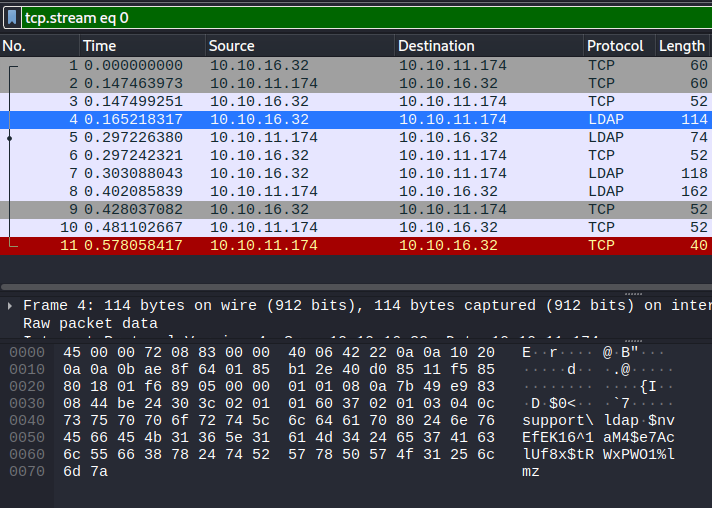 tcp.stream eq 0
No. Time Source Destination Protocol Length
1 0.000000000 10.10.16.32 10.10.11.174 TCP 60
2 0.147463973 10.10.11.174 10.10.16.32 TCP 60
3 0.147499251 10.10.16.32 10.10.11.174 TCP 52
4 0.165218317 10.10.16.32 10.10.11.174 LDAP 114
5 0.297226380 10.10.11.174 10.10.16.32 LDAP 74
6 0.297242321 10.10.16.32 10.10.11.174 TCP 52
7 0.303088043 10.10.16.32 10.10.11.174 LDAP 118
8 0.402085839 10.10.11.174 10.10.16.32 LDAP 162
9 0.428037082 10.10.16.32 10.10.11.174 TCP 52
10 0.481102667 10.10.11.174 10.10.16.32 TCP 52
11 0.578058417 10.10.11.174 10.10.16.32 TCP 40
Frame 4: 114 bytes on wire (912 bits), 114 bytes captured (912 bits) on inter
Raw packet data
0000 45 00 00 72 08 83 00 00 40 06 42 22 0a 0a 10 20 E··r···· @·B"···
0010 0a 0a 0b ae 8f 64 01 85 b1 2e 40 d0 85 11 f5 85 ·····d·· ·.@·····
0020 80 18 01 f6 89 05 00 00 01 01 08 0a 7b 49 e9 83 ········ ····{I··
0030 08 44 be 24 30 3c 02 01 01 60 37 02 01 03 04 0c ·D·$0<·· ·`7·····
0040 73 75 70 70 6f 72 74 5c 6c 64 61 70 80 24 6e 76 support\ ldap·$nv
0050 45 66 45 4b 31 36 5e 31 61 4d 34 24 65 37 41 63 EfEK16^1 aM4$e7Ac
0060 6c 55 66 38 78 24 74 52 57 78 50 57 4f 31 25 6c lUf8x$tR WxPWO1%l
0070 6d 7a mz